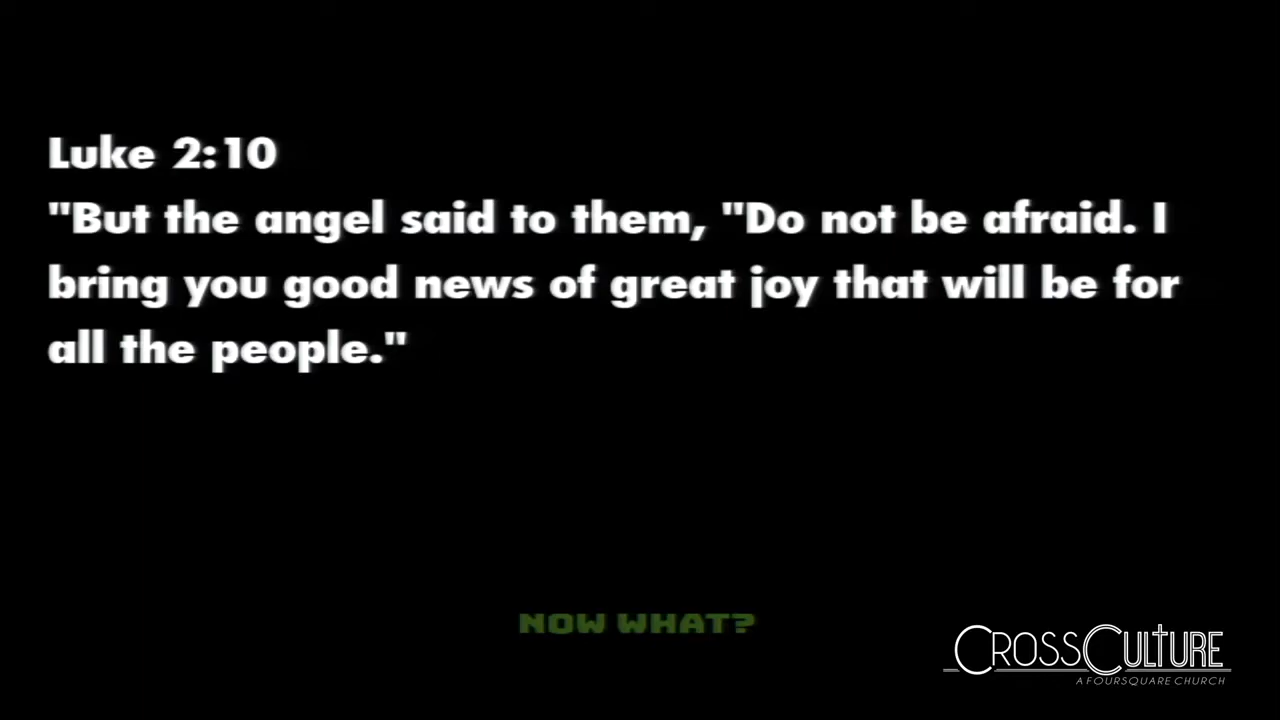 Luke 2:10
"But the angel said to them, "Do not be afraid. I
bring you good news of great joy that will be for
all the people."
NOW WHAT?
CROSSCULTURE
A FOURSQUARE CHURCH